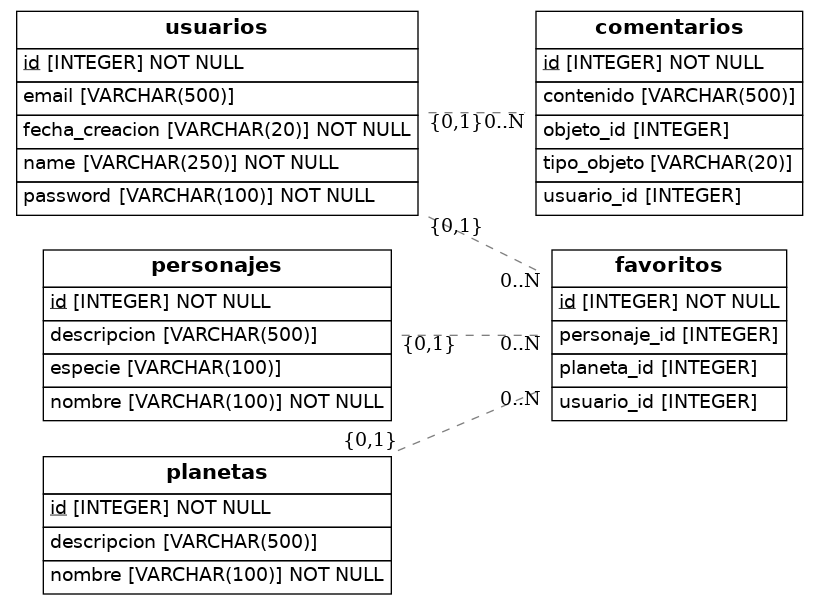 usuarios
id [INTEGER] NOT NULL
email [VARCHAR(500)]
fecha_creacion [VARCHAR(20)] NOT NULL
name [VARCHAR(250)] NOT NULL
password [VARCHAR(100)] NOT NULL
comentarios
id [INTEGER] NOT NULL
contenido [VARCHAR(500)]
objeto_id [INTEGER]
tipo_objeto [VARCHAR(20)]
usuario_id [INTEGER]
{0,1}
0..N
{0,1}
0..N
personajes
id [INTEGER] NOT NULL
descripcion [VARCHAR(500)]
especie [VARCHAR(100)]
nombre [VARCHAR(100)] NOT NULL
favoritos
id [INTEGER] NOT NULL
personaje_id [INTEGER]
planeta_id [INTEGER]
usuario_id [INTEGER]
{0,1}
0..N
0..N
{0,1}
planetas
id [INTEGER] NOT NULL
descripcion [VARCHAR(500)]
nombre [VARCHAR(100)] NOT NULL